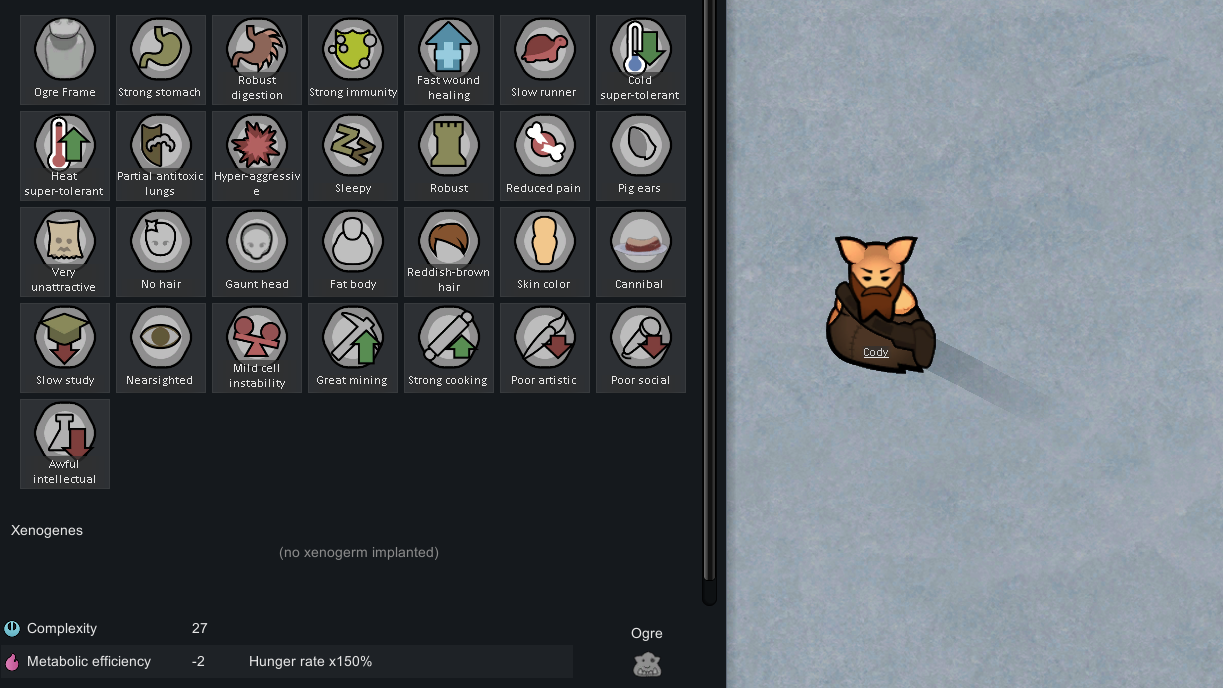 Ogre Frame
Strong stomach
Robust
digestion
Strong immunity
Fast wound
healing
Slow runner
Cold
super-tolerant
Heat
super-tolerant
Partial antitoxic
lungs
Hyper-aggressiv
e
Sleepy
Robust
Reduced pain
Pig ears
Very
unattractive
No hair
Gaunt head
Fat body
Reddish-brown
hair
Skin color
Cannibal
Slow study
Nearsighted
Mild cell
instability
Great mining
Strong cooking
Poor artistic
Poor social
Awful
intellectual
Cody
Xenogenes
(no xenogerm implanted)
Complexity 27
Ogre
Metabolic efficiency -2 Hunger rate x150%